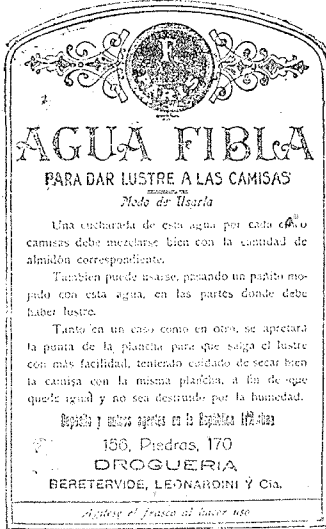 AGUA FIBLA
PARA DAR LUSTRE A LAS CAMISAS
Modo de Usarla
Una cucharada de esta agua por cada
camisas debe mezclarse bien con la cantidad de
almidón correspondiente.
Tambien puede usarse, pasando un pañito mo-
jado con esta agua, en las partes donde debe
haber lustre.
Tanto en un caso como en otro, se apretará
la punta de la plancha para que salga el lustre
con más facilidad, teniendo cuidado de secar bien
la camisa con la misma plancha, a fin de que
quede igual y no sea destruido por la humedad.
Depósito y únicos agentes en la República
156, Piedras, 170
DROGUERIA
BERETERVIDE, LEONARDINI Y Cia.
Agítese el frasco al hacer uso